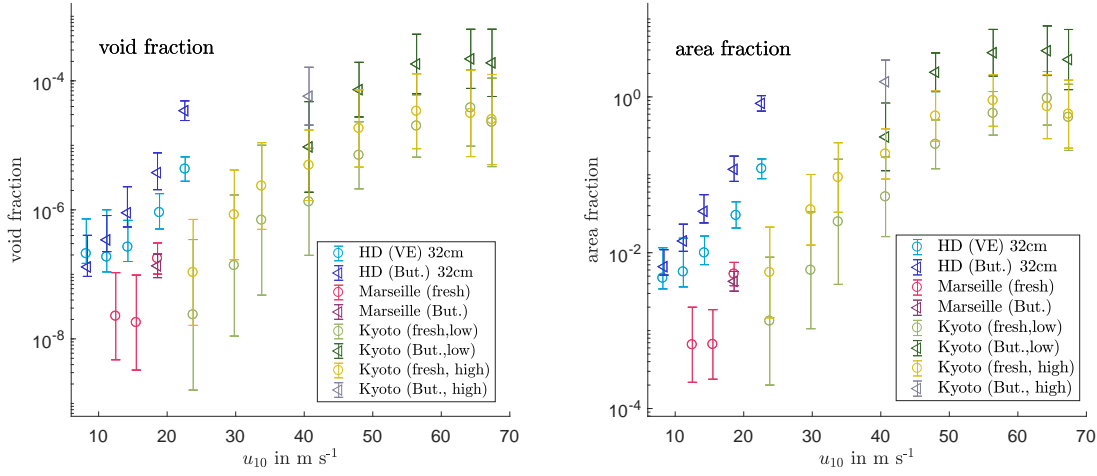 void fraction
void fraction
10⁻⁴
10⁻⁶
10⁻⁸
HD (VE) 32cm
HD (But.) 32cm
Marseille (fresh)
Marseille (But.)
Kyoto (fresh,low)
Kyoto (But.,low)
Kyoto (fresh, high)
Kyoto (But., high)
10 20 30 40 50 60 70
u₁₀ in m s⁻¹
area fraction
area fraction
10⁰
10⁻²
10⁻⁴
HD (VE) 32cm
HD (But.) 32cm
Marseille (fresh)
Marseille (But.)
Kyoto (fresh,low)
Kyoto (But.,low)
Kyoto (fresh, high)
Kyoto (But., high)
10 20 30 40 50 60 70
u₁₀ in m s⁻¹